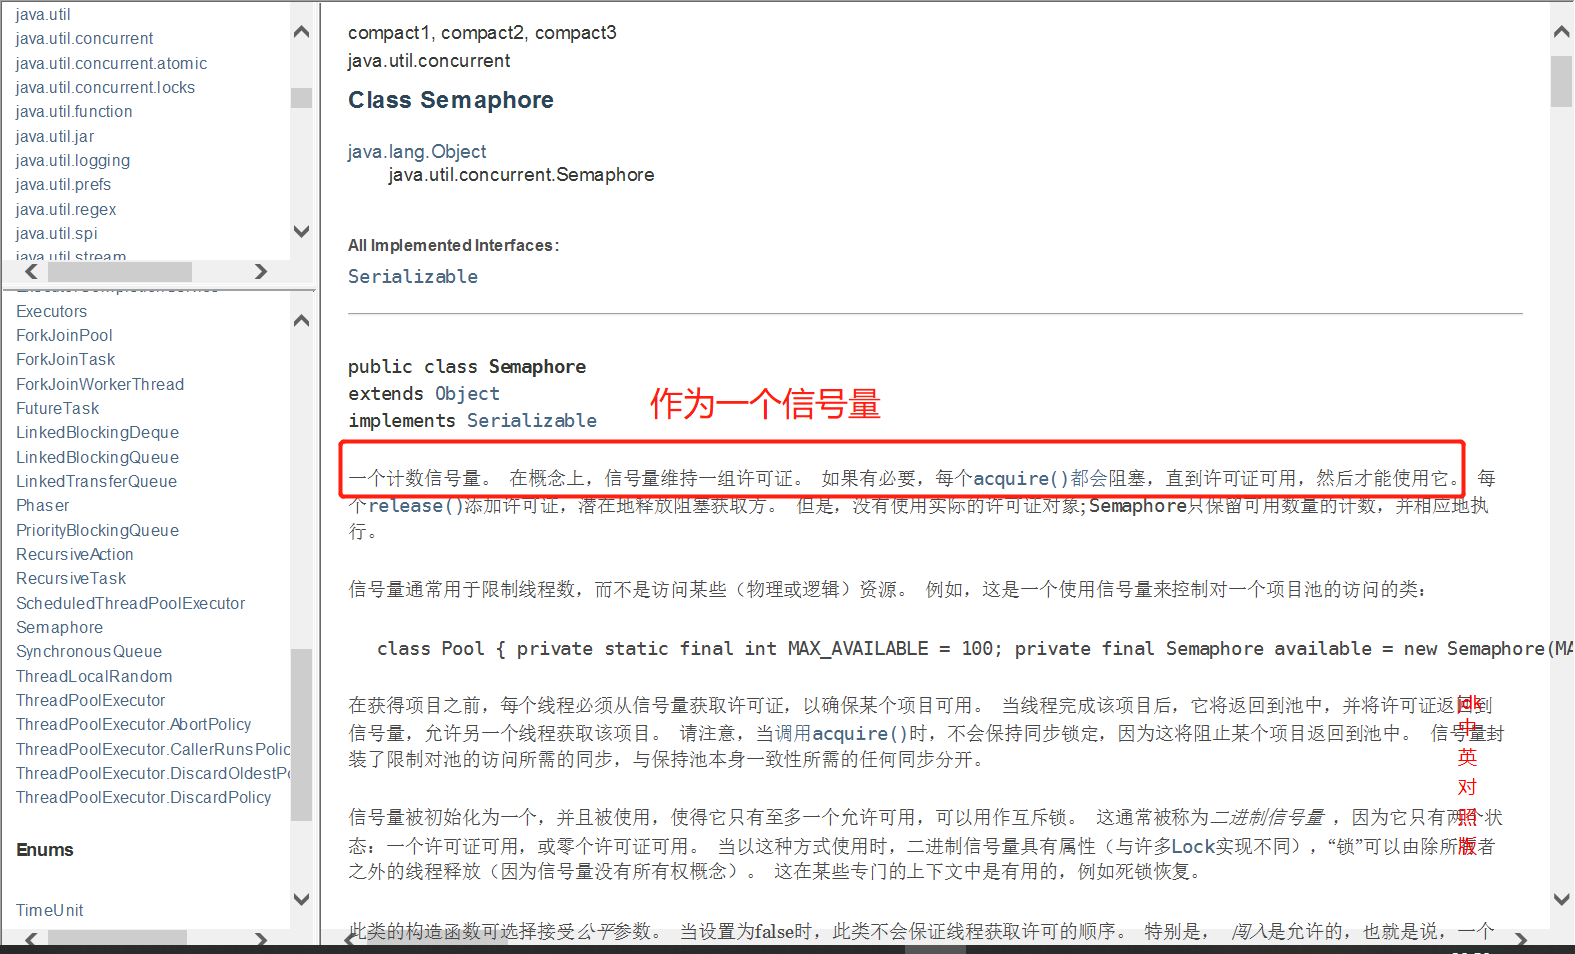 java.util
java.util.concurrent
java.util.concurrent.atomic
java.util.concurrent.locks
java.util.function
java.util.jar
java.util.logging
java.util.prefs
java.util.regex
java.util.spi
java.util.stream
Executors
ForkJoinPool
ForkJoinTask
ForkJoinWorkerThread
FutureTask
LinkedBlockingDeque
LinkedBlockingQueue
LinkedTransferQueue
Phaser
PriorityBlockingQueue
RecursiveAction
RecursiveTask
ScheduledThreadPoolExecutor
Semaphore
SynchronousQueue
ThreadLocalRandom
ThreadPoolExecutor
ThreadPoolExecutor.AbortPolicy
ThreadPoolExecutor.CallerRunsPolic
ThreadPoolExecutor.DiscardOldestPo
ThreadPoolExecutor.DiscardPolicy
Enums
TimeUnit
compact1, compact2, compact3
java.util.concurrent
Class Semaphore
java.lang.Object
java.util.concurrent.Semaphore
All Implemented Interfaces:
Serializable
public class Semaphore
extends Object
implements Serializable
作为一个信号量
一个计数信号量。 在概念上，信号量维持一组许可证。 如果有必要，每个acquire()都会阻塞，直到许可证可用，然后才能使用它。 每
个release()添加许可证，潜在地释放阻塞获取方。 但是，没有使用实际的许可证对象;Semaphore只保留可用数量的计数，并相应地执
行。
信号量通常用于限制线程数，而不是访问某些（物理或逻辑）资源。 例如，这是一个使用信号量来控制对一个项目池的访问的类：
class Pool { private static final int MAX_AVAILABLE = 100; private final Semaphore available = new Semaphore(MA
在获得项目之前，每个线程必须从信号量获取许可证，以确保某个项目可用。 当线程完成该项目后，它将返回到池中，并将许可证返回到
信号量，允许另一个线程获取该项目。 请注意，当调用acquire()时，不会保持同步锁定，因为这将阻止某个项目返回到池中。 信号量封
装了限制对池的访问所需的同步，与保持池本身一致性所需的任何同步分开。
信号量被初始化为一个，并且被使用，使得它只有至多一个允许可用，可以用作互斥锁。 这通常被称为二进制信号量 ，因为它只有两个状
态：一个许可证可用，或零个许可证可用。 当以这种方式使用时，二进制信号量具有属性（与许多Lock实现不同），“锁”可以由除所有者
之外的线程释放（因为信号量没有所有权概念）。 这在某些专门的上下文中是有用的，例如死锁恢复。
此类的构造函数可选择接受公平参数。 当设置为false时，此类不会保证线程获取许可的顺序。 特别是， 闯入是允许的，也就是说，一个
jdk
中
英
对
照
版